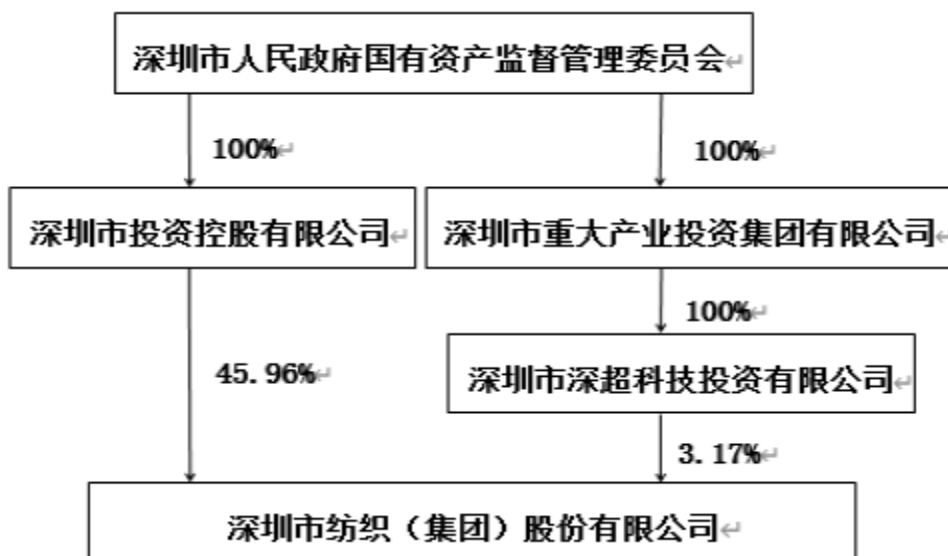 深圳市人民政府国有资产监督管理委员会
100%
100%
深圳市投资控股有限公司
深圳市重大产业投资集团有限公司
100%
45.96%
深圳市深超科技投资有限公司
3.17%
深圳市纺织（集团）股份有限公司